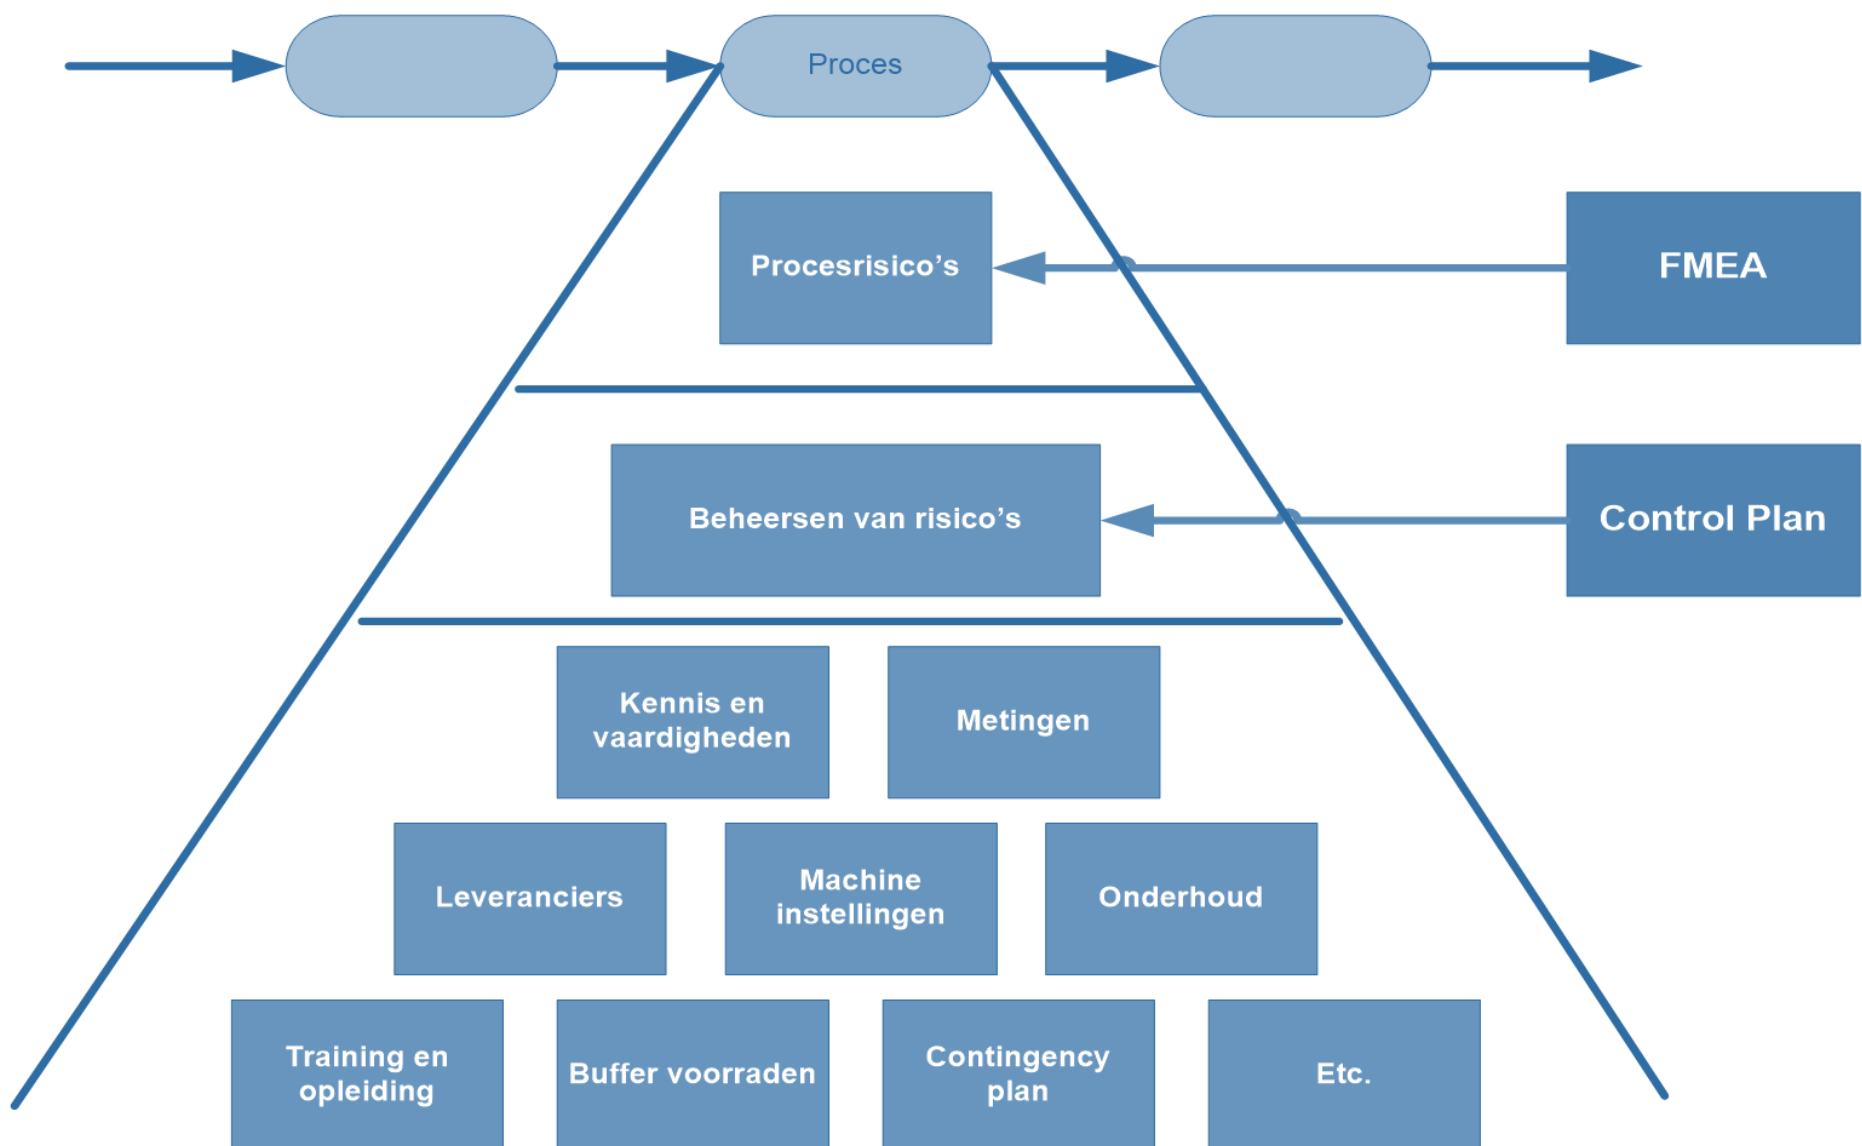 Proces
Procesrisico’s
FMEA
Beheersen van risico’s
Control Plan
Kennis en
vaardigheden
Metingen
Leveranciers
Machine
instellingen
Onderhoud
Training en
opleiding
Buffer voorraden
Contingency
plan
Etc.